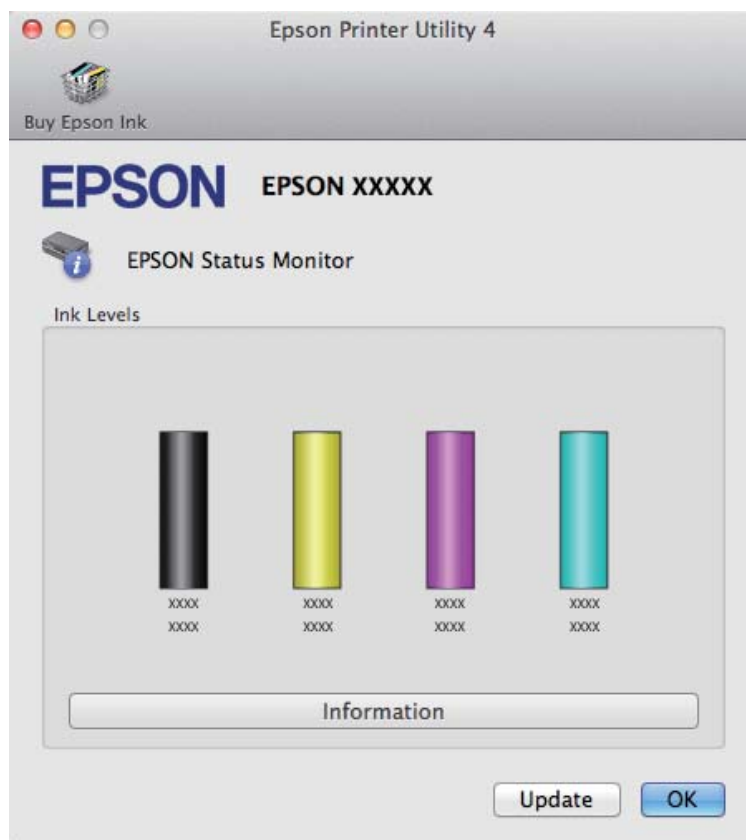 Epson Printer Utility 4
Buy Epson Ink
EPSON EPSON XXXXX
EPSON Status Monitor
Ink Levels
xxxx xxxx xxxx xxxx
xxxx xxxx xxxx xxxx
Information
Update OK